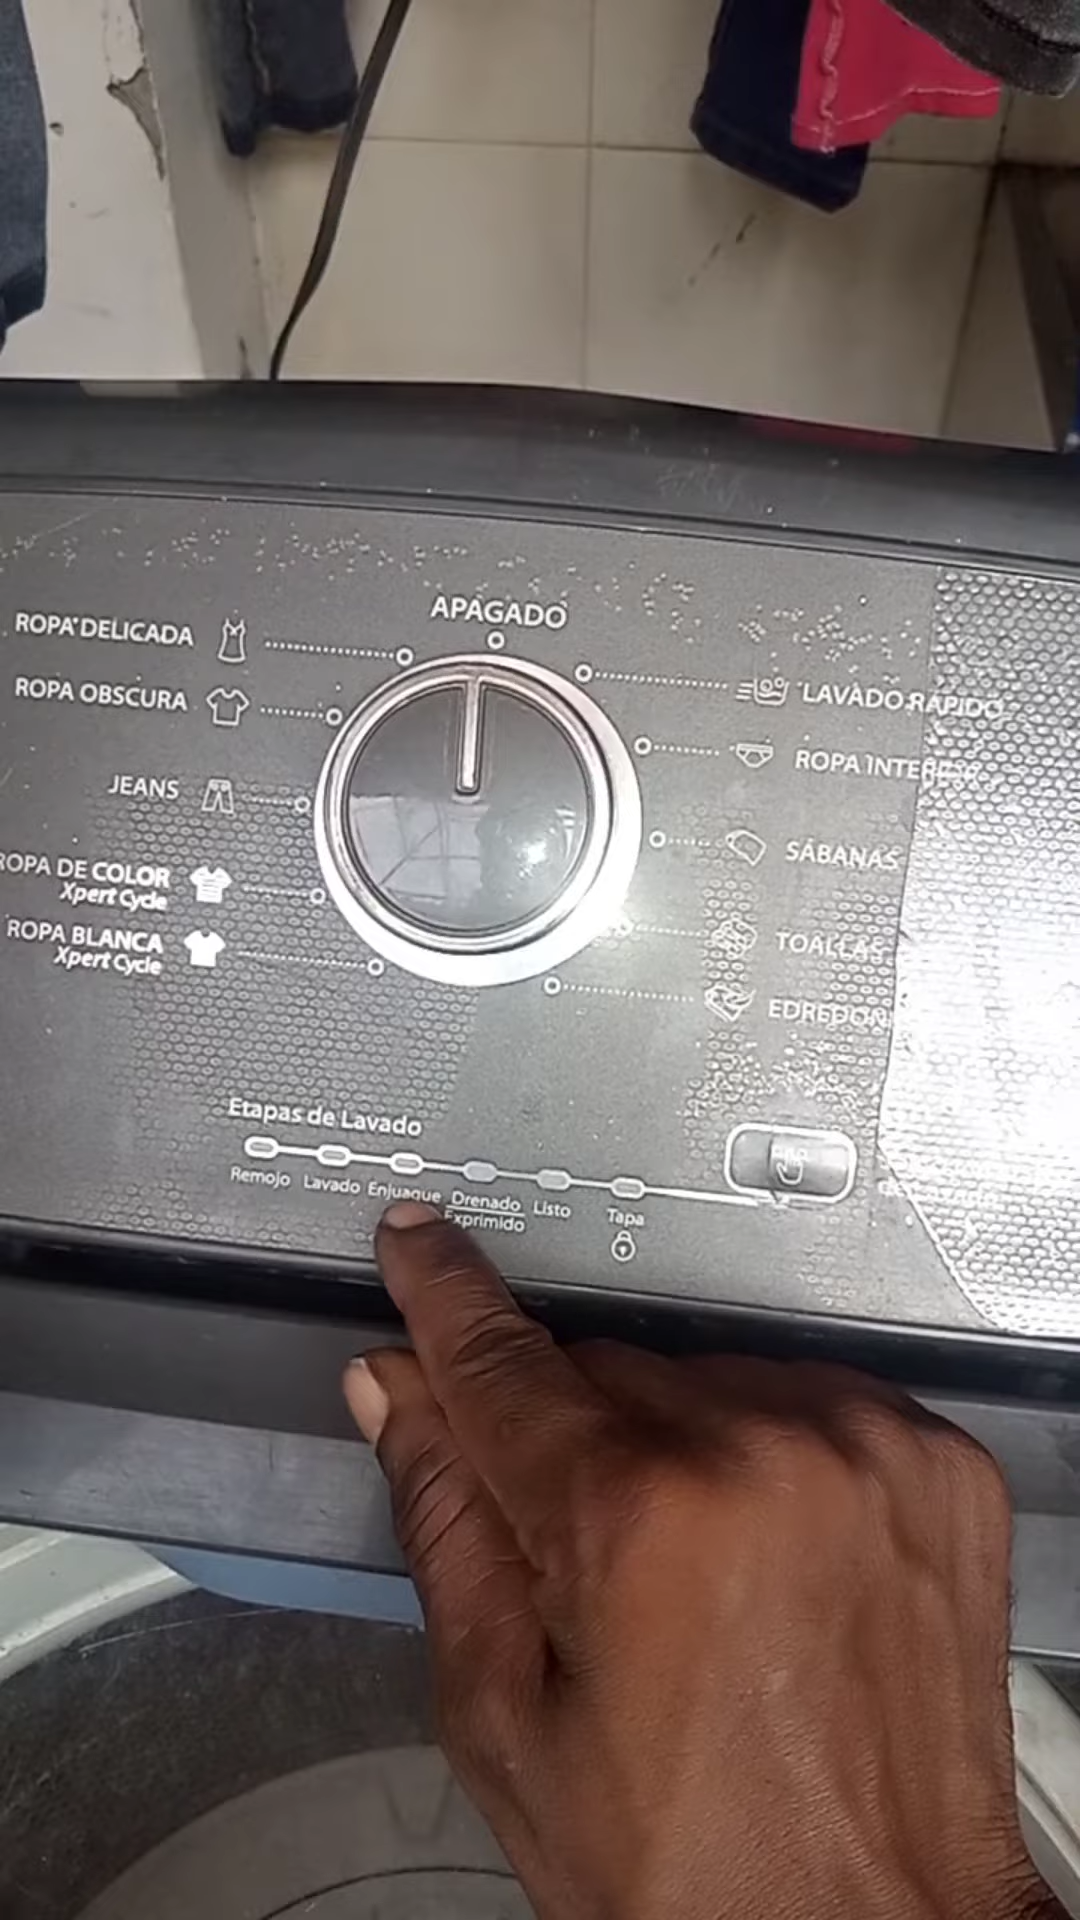 APAGADO
ROPA DELICADA
ROPA OBSCURA
JEANS
ROPA DE COLOR
Xpert Cycle
ROPA BLANCA
Xpert Cycle
LAVADO RAPIDO
ROPA INTERIOR
SÁBANAS
TOALLAS
EDREDON
Etapas de Lavado
Remojo
Lavado
Enjuague
Drenado
Exprimido
Listo
Tapa